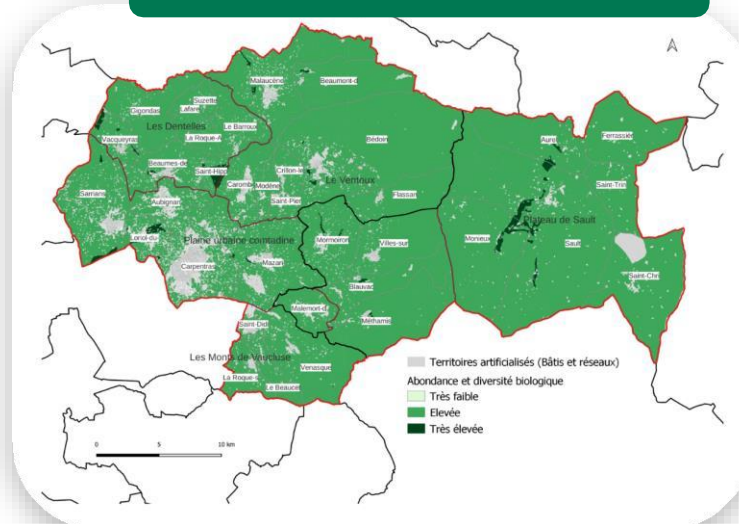 Malaucène
Beaumont-d
Suzette
Gigondas
Lafare
Les Dentelles
Le Barroux
Vacqueyras
La Roque-A
Bédoin
Aurel
Ferrassièr
Beaumes-de
Saint-Hipp
Crillon-le
Le Ventoux
Saint-Trin
Sarrians
Caromb
Modène
Flassan
Aubignan
Saint-Pier
Plateau de Sault
Loriol-du-
Plaine urbaine comtadine
Mormoiron
Villes-sur
Monieux
Sault
Carpentras
Mazan
Saint-Chri
Blauvac
Malemort-d
Méthamis
Saint-Didi
Les Monts de Vaucluse
Venasque
La Roque-s
Le Beaucet
Territoires artificialisés (Bâtis et réseaux)
Abondance et diversité biologique
Très faible
Elevée
Très élevée
0 5 10 km